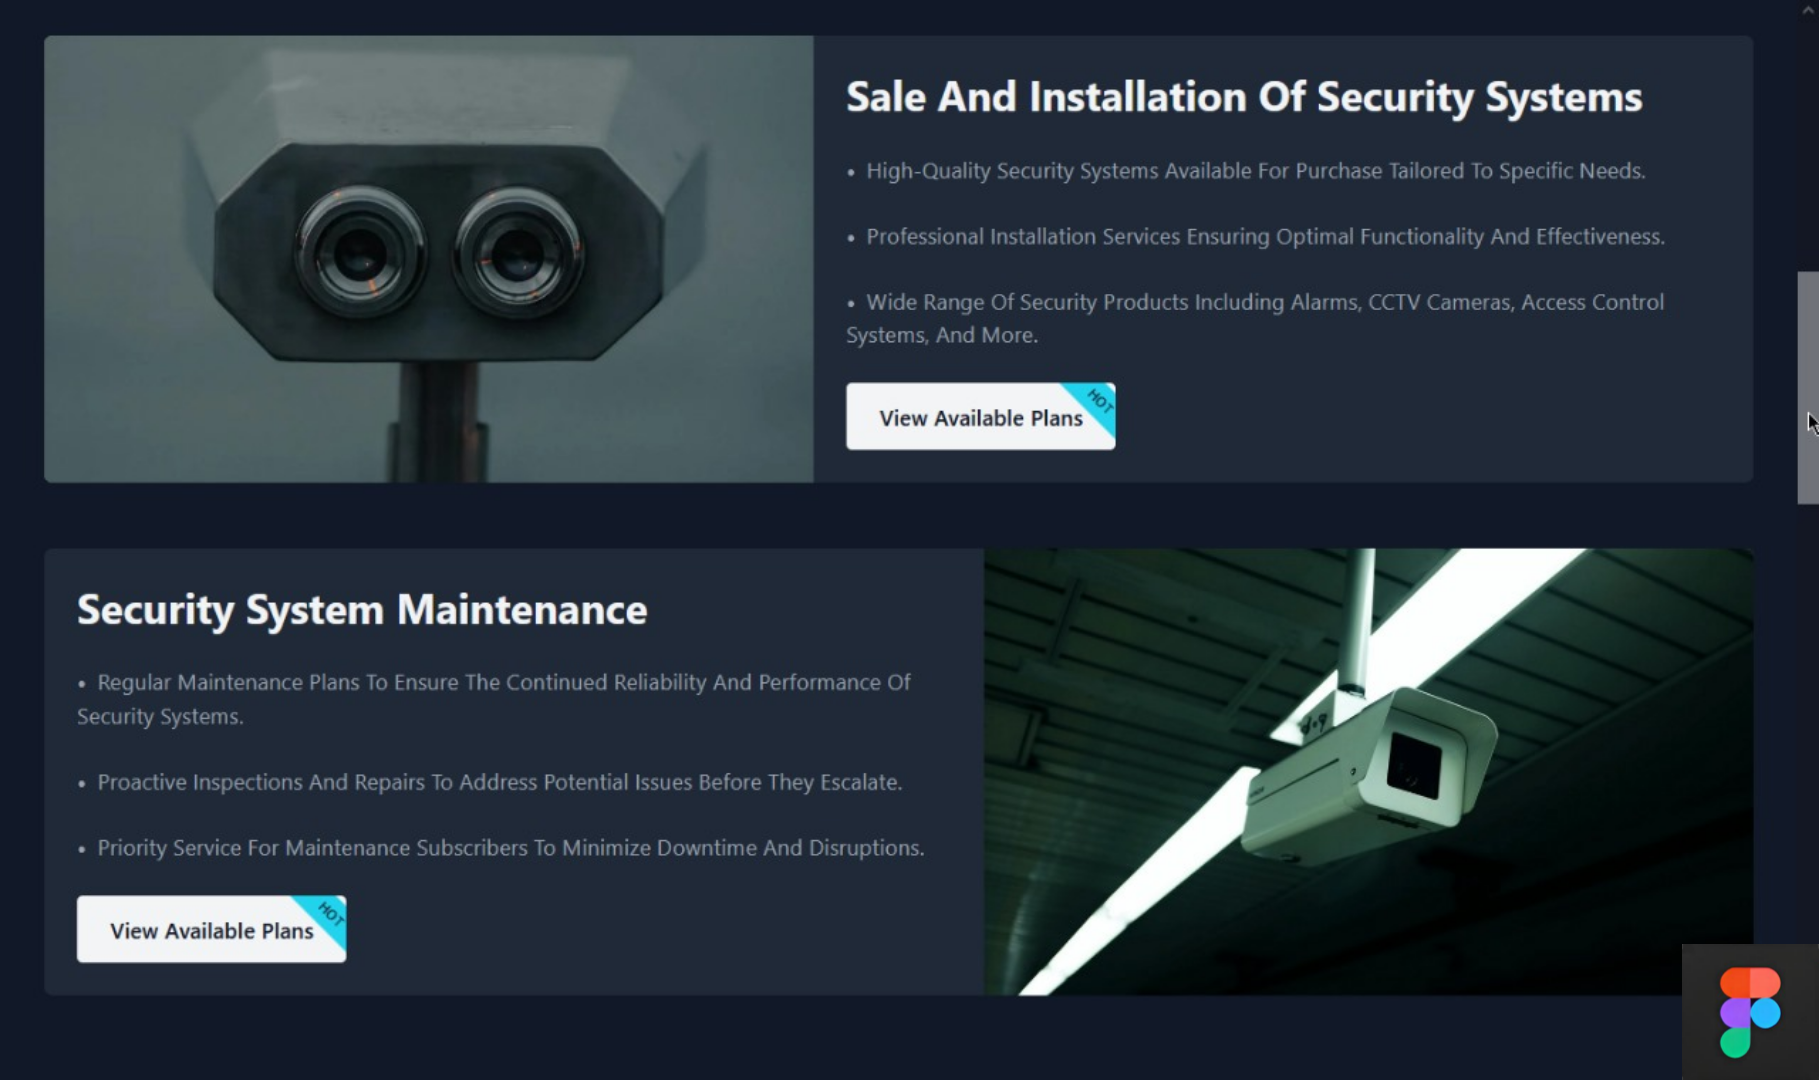 Sale And Installation Of Security Systems
• High-Quality Security Systems Available For Purchase Tailored To Specific Needs.
• Professional Installation Services Ensuring Optimal Functionality And Effectiveness.
• Wide Range Of Security Products Including Alarms, CCTV Cameras, Access Control
Systems, And More.
View Available Plans
HOT
Security System Maintenance
• Regular Maintenance Plans To Ensure The Continued Reliability And Performance Of
Security Systems.
• Proactive Inspections And Repairs To Address Potential Issues Before They Escalate.
• Priority Service For Maintenance Subscribers To Minimize Downtime And Disruptions.
View Available Plans
HOT